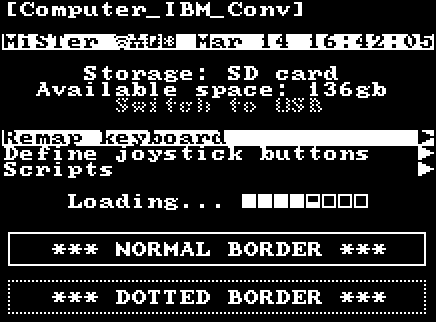 [Computer_IBM_Conv]
MiSTer Mar 14 16:42:05
Storage: SD card
Available space: 136gb
Switch to USB
Remap keyboard
Define joystick buttons
Scripts
Loading...
*** NORMAL BORDER ***
*** DOTTED BORDER ***